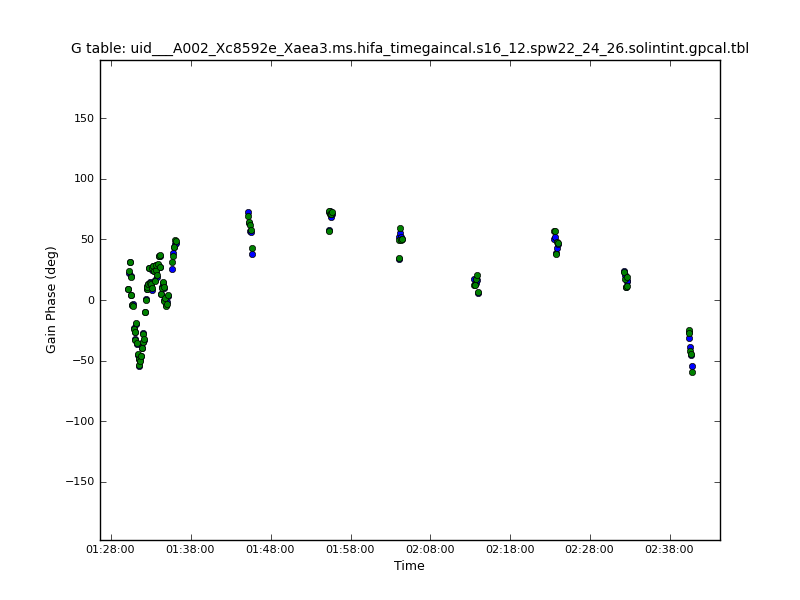 G table: uid___A002_Xc8592e_Xaea3.ms.hifa_timegaincal.s16_12.spw22_24_26.solintint.gpcal.tbl
150
100
50
0
−50
−100
−150
Gain Phase (deg)
01:28:00 01:38:00 01:48:00 01:58:00 02:08:00 02:18:00 02:28:00 02:38:00
Time